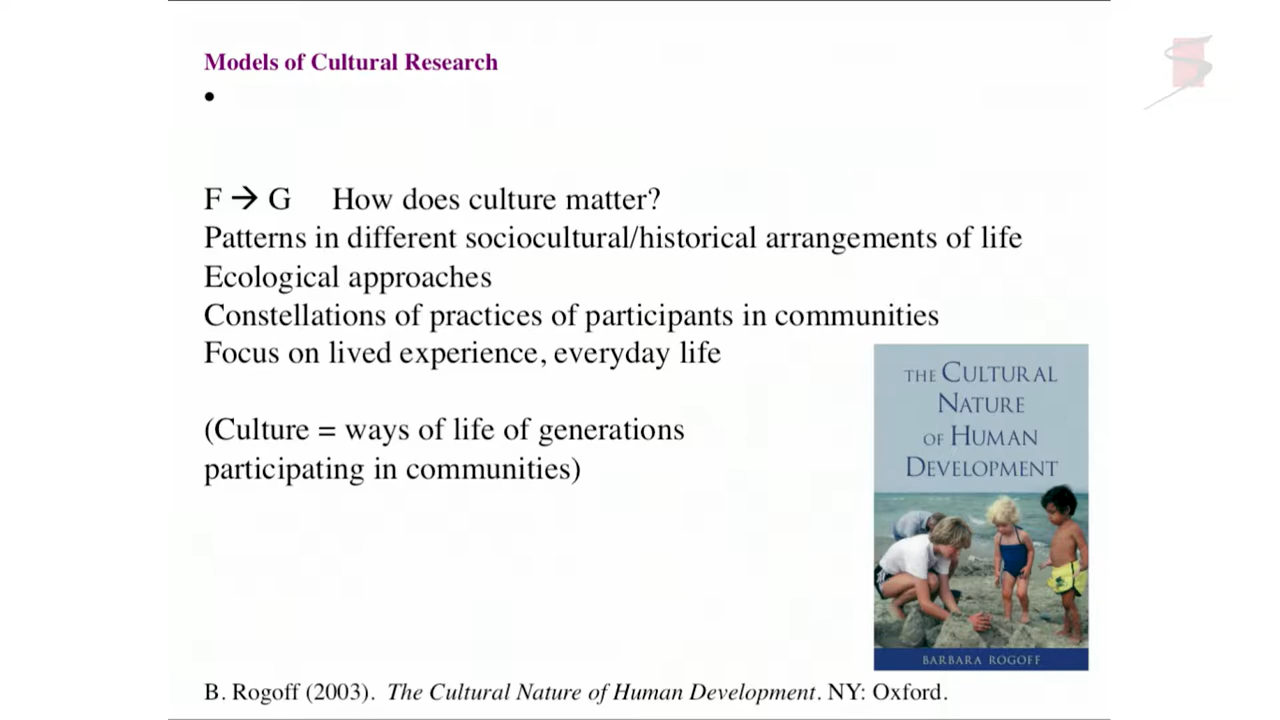 Models of Cultural Research
•
F → G How does culture matter?
Patterns in different sociocultural/historical arrangements of life
Ecological approaches
Constellations of practices of participants in communities
Focus on lived experience, everyday life
(Culture = ways of life of generations
participating in communities)
THE CULTURAL
NATURE
OF HUMAN
DEVELOPMENT
BARBARA ROGOFF
B. Rogoff (2003). The Cultural Nature of Human Development. NY: Oxford.